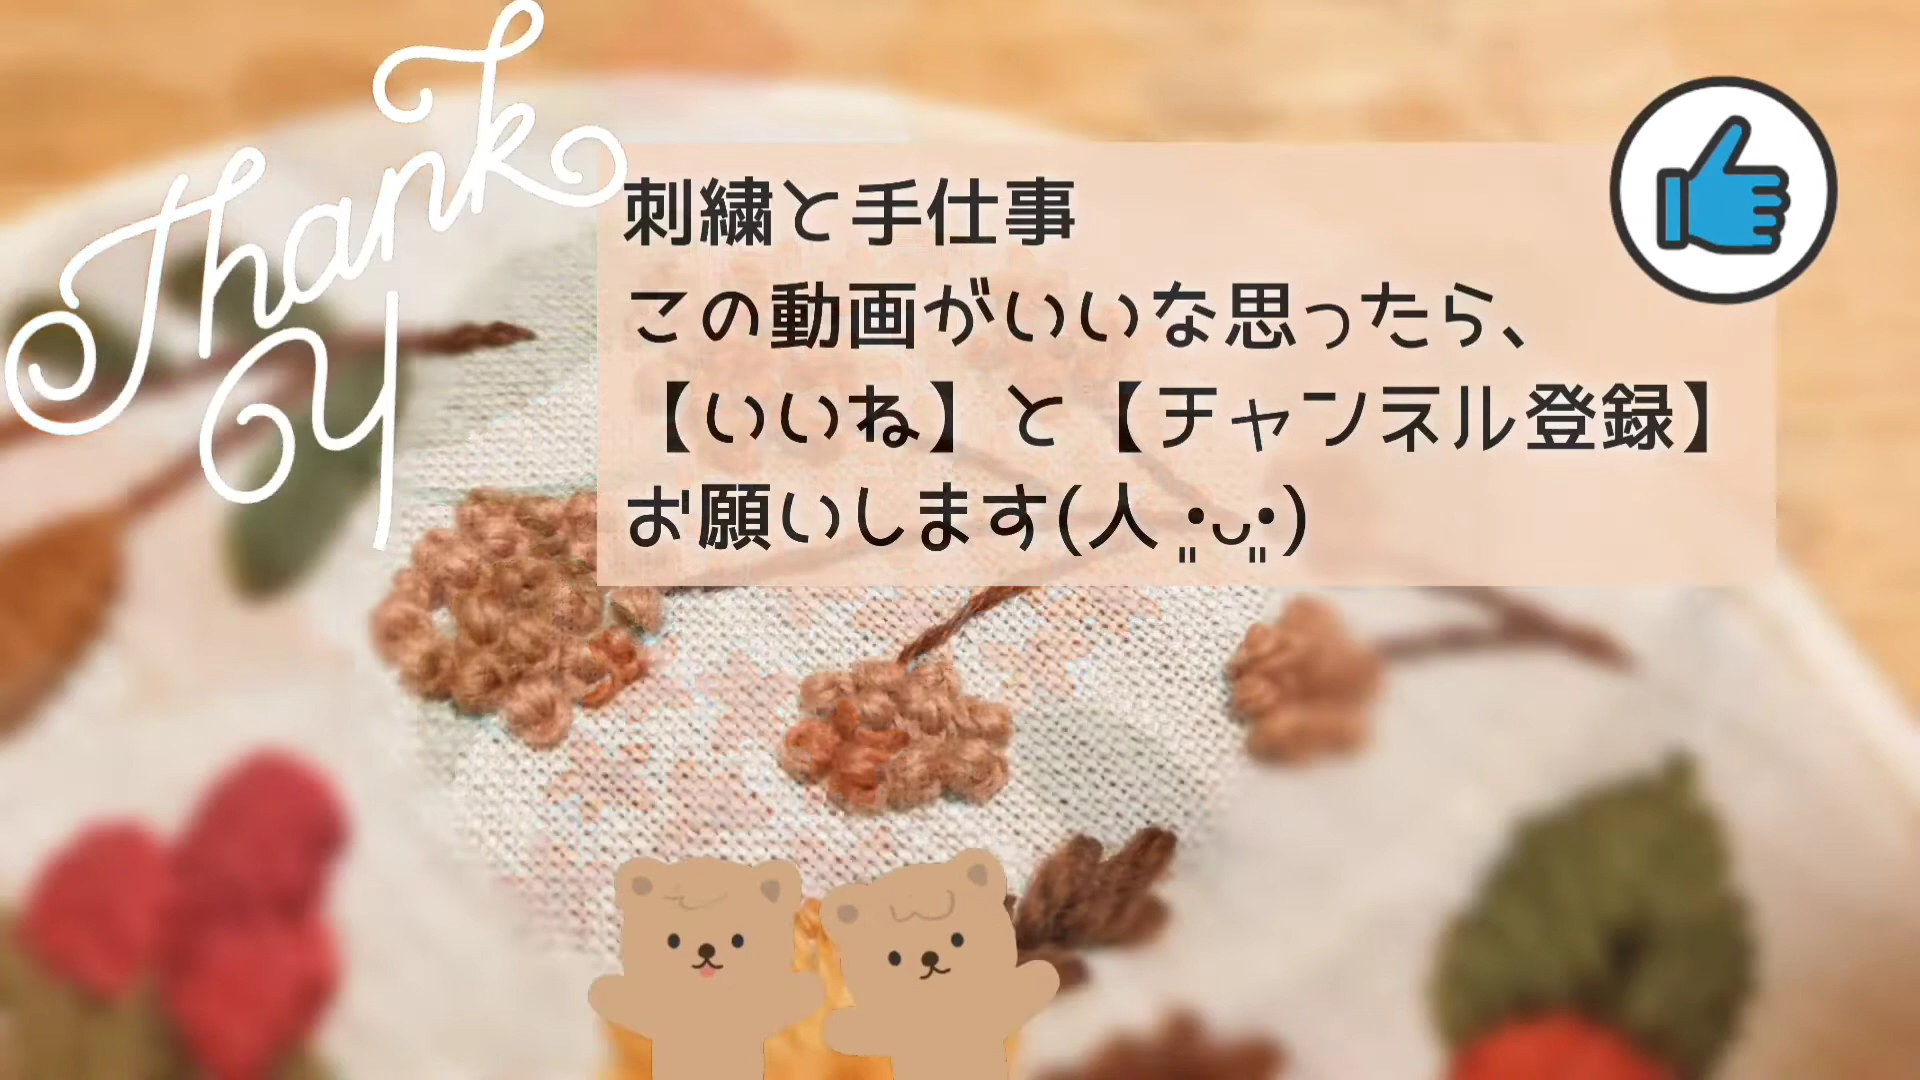 Thank
刺繍と手仕事
この動画がいいな思ったら、
【いいね】と【チャンネル登録】
お願いします(人 •͈ᴗ•͈)